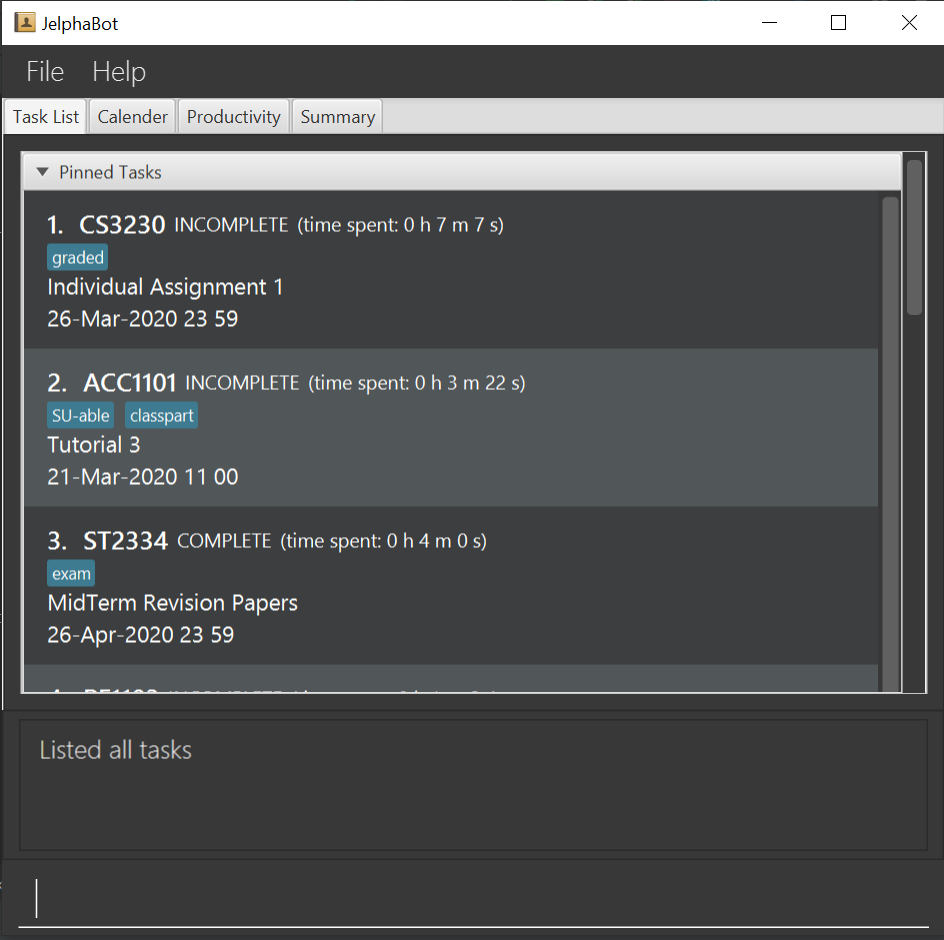 JelphaBot
File Help
Task List Calender Productivity Summary
Pinned Tasks
1. CS3230 INCOMPLETE (time spent: 0 h 7 m 7 s)
graded
Individual Assignment 1
26-Mar-2020 23 59
2. ACC1101 INCOMPLETE (time spent: 0 h 3 m 22 s)
SU-able classpart
Tutorial 3
21-Mar-2020 11 00
3. ST2334 COMPLETE (time spent: 0 h 4 m 0 s)
exam
MidTerm Revision Papers
26-Apr-2020 23 59
Listed all tasks